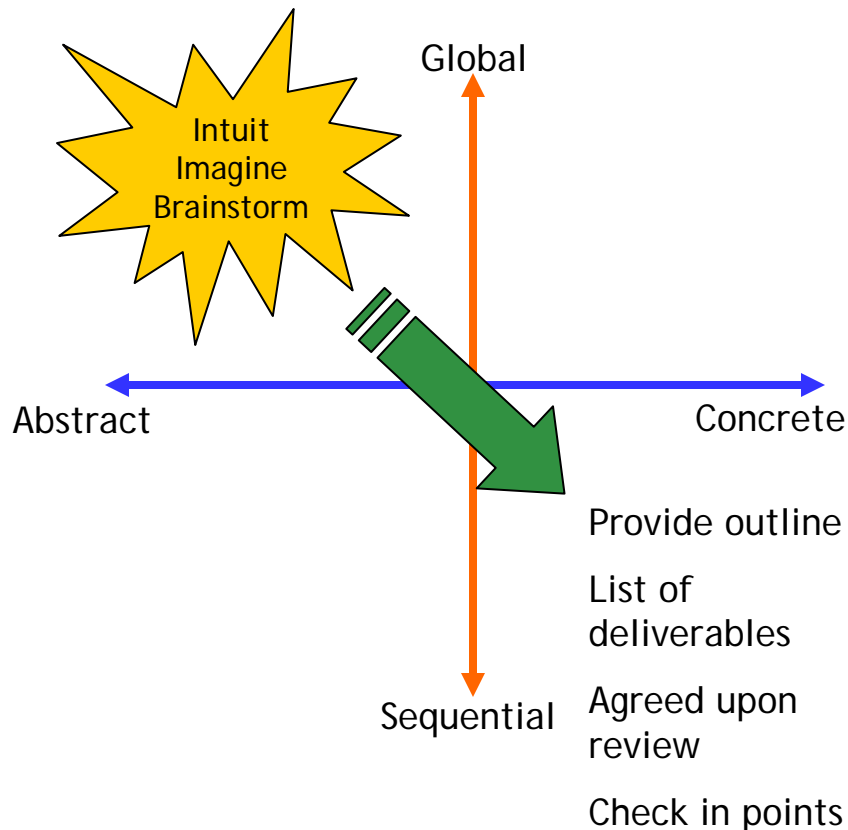 Global
Intuit
Imagine
Brainstorm
Abstract
Concrete
Provide outline
List of
deliverables
Sequential
Agreed upon
review
Check in points